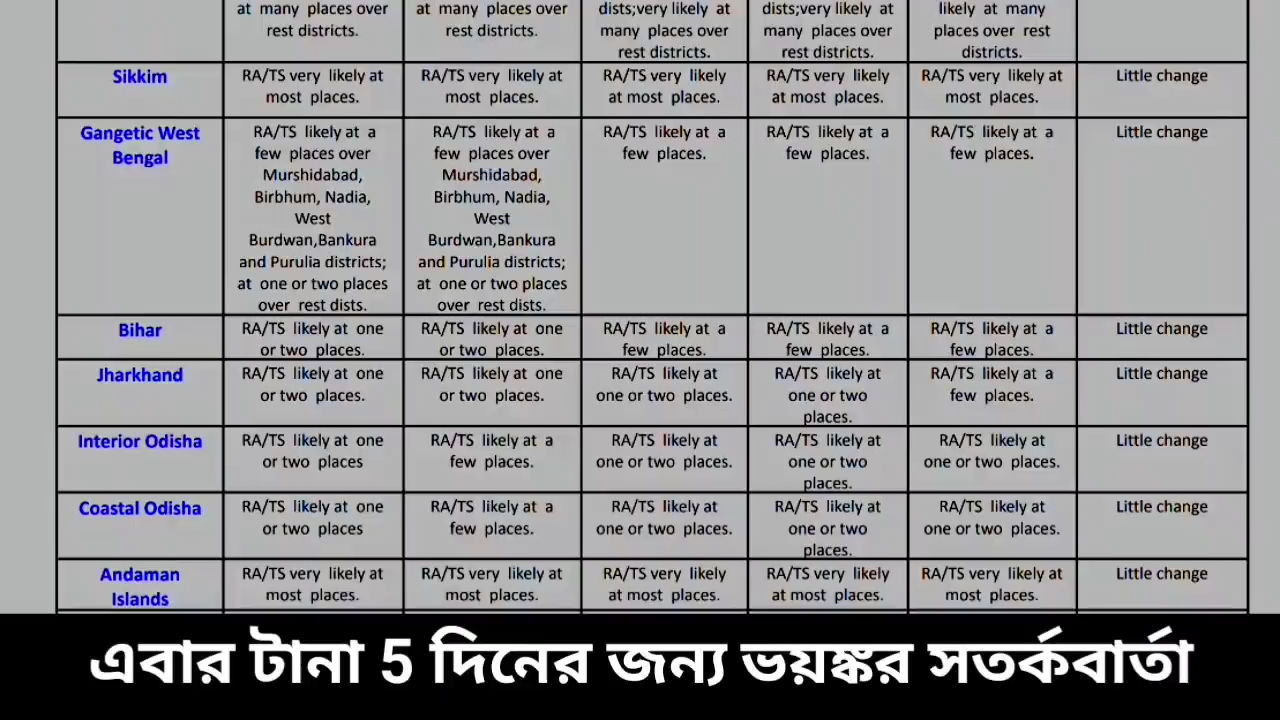 at many places over rest districts.
at many places over rest districts.
dists;very likely at many places over rest districts.
dists;very likely at many places over rest districts.
likely at many places over rest districts.
Sikkim
RA/TS very likely at most places.
RA/TS very likely at most places.
RA/TS very likely at most places.
RA/TS very likely at most places.
RA/TS very likely at most places.
Little change
Gangetic West Bengal
RA/TS likely at a few places over Murshidabad, Birbhum, Nadia, West Burdwan,Bankura and Purulia districts; at one or two places over rest dists.
RA/TS likely at a few places over Murshidabad, Birbhum, Nadia, West Burdwan,Bankura and Purulia districts; at one or two places over rest dists.
RA/TS likely at a few places.
RA/TS likely at a few places.
RA/TS likely at a few places.
Little change
Bihar
RA/TS likely at one or two places.
RA/TS likely at one or two places.
RA/TS likely at a few places.
RA/TS likely at a few places.
RA/TS likely at a few places.
Little change
Jharkhand
RA/TS likely at one or two places.
RA/TS likely at one or two places.
RA/TS likely at one or two places.
RA/TS likely at one or two places.
RA/TS likely at a few places.
Little change
Interior Odisha
RA/TS likely at one or two places
RA/TS likely at a few places.
RA/TS likely at one or two places.
RA/TS likely at one or two places.
RA/TS likely at one or two places.
Little change
Coastal Odisha
RA/TS likely at one or two places
RA/TS likely at a few places.
RA/TS likely at one or two places.
RA/TS likely at one or two places.
RA/TS likely at one or two places.
Little change
Andaman Islands
RA/TS very likely at most places.
RA/TS very likely at most places.
RA/TS very likely at most places.
RA/TS very likely at most places.
RA/TS very likely at most places.
Little change
এবার টানা 5 দিনের জন্য ভয়ঙ্কর সতর্কবার্তা